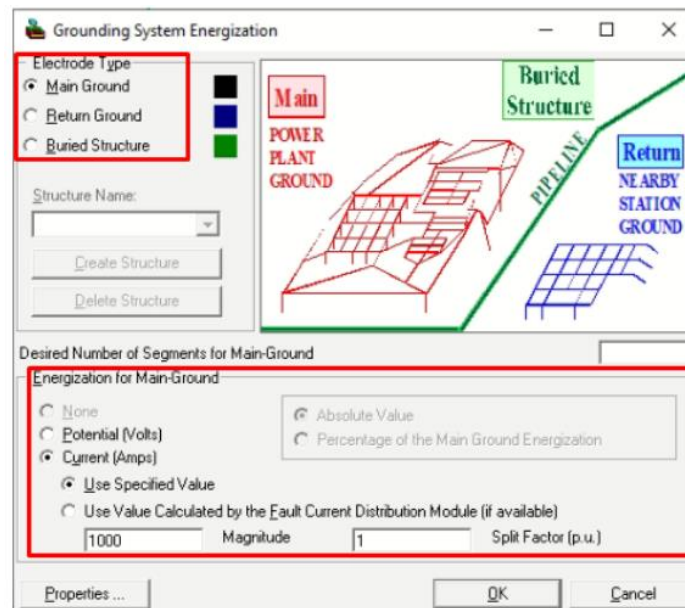 Grounding System Energization
Electrode Type
Main Ground
Return Ground
Buried Structure
Structure Name:
Create Structure
Delete Structure
Main
POWER
PLANT
GROUND
Buried
Structure
PIPELINE
Return
NEARBY
STATION
GROUND
Desired Number of Segments for Main-Ground
Energization for Main-Ground
None
Potential (Volts)
Current (Amps)
Absolute Value
Percentage of the Main Ground Energization
Use Specified Value
Use Value Calculated by the Fault Current Distribution Module (if available)
1000 Magnitude 1 Split Factor (p.u.)
Properties ... OK Cancel